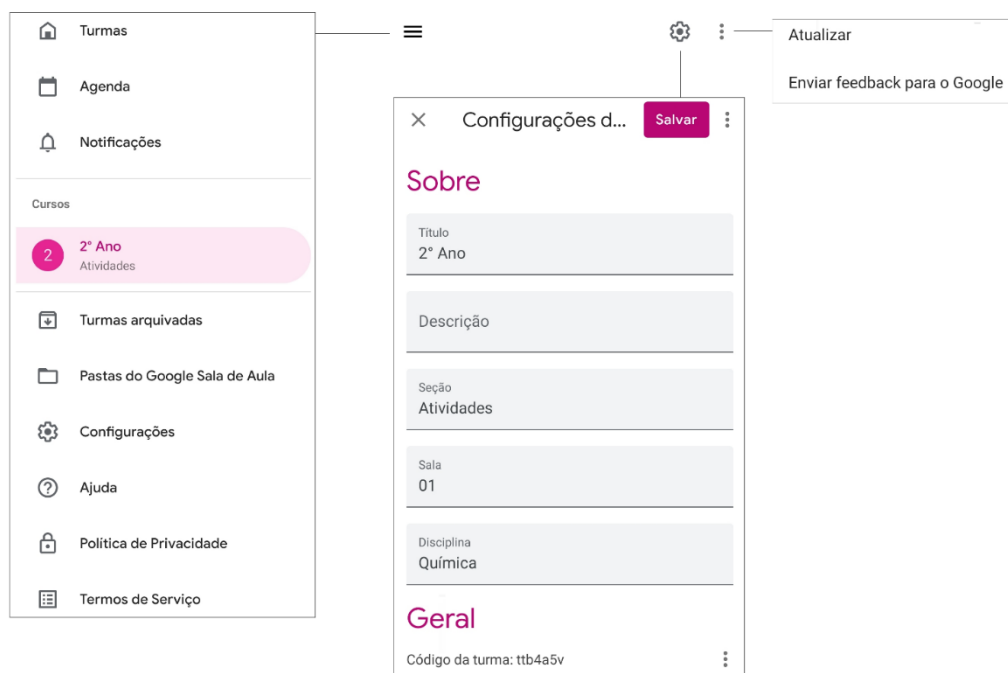 Turmas
Agenda
Notificações
Cursos
2
2° Ano
Atividades
Turmas arquivadas
Pastas do Google Sala de Aula
Configurações
Ajuda
Política de Privacidade
Termos de Serviço
Configurações d...
Salvar
Sobre
Título
2° Ano
Descrição
Seção
Atividades
Sala
01
Disciplina
Química
Geral
Código da turma: ttb4a5v
Atualizar
Enviar feedback para o Google